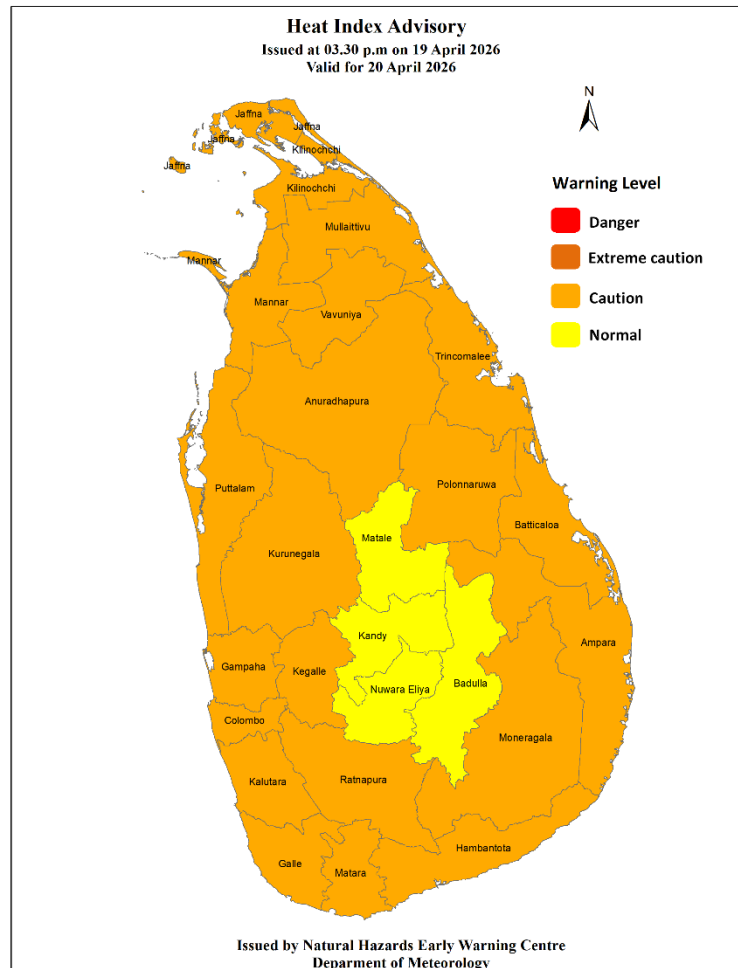 Heat Index Advisory
Issued at 03.30 p.m on 19 April 2026
Valid for 20 April 2026
N
Jaffna
Jaffna
Jaffna
Kilinochchi
Jaffna
Kilinochchi
Mullaittivu
Mannar
Mannar
Vavuniya
Trincomalee
Anuradhapura
Warning Level
Danger
Extreme caution
Caution
Normal
Puttalam
Polonnaruwa
Batticaloa
Matale
Kurunegala
Kandy
Ampara
Gampaha
Kegalle
Nuwara Eliya
Badulla
Colombo
Moneragala
Kalutara
Ratnapura
Hambantota
Galle
Matara
Issued by Natural Hazards Early Warning Centre
Deparment of Meteorology